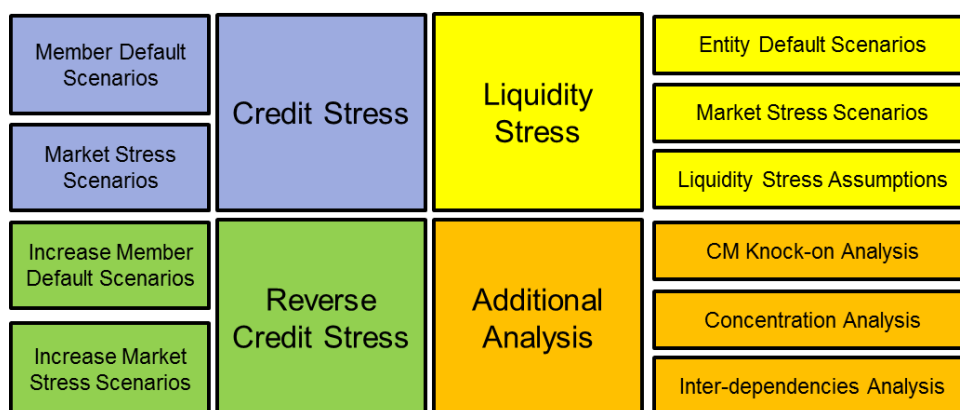 Member Default
Scenarios
Market Stress
Scenarios
Credit Stress
Liquidity
Stress
Entity Default Scenarios
Market Stress Scenarios
Liquidity Stress Assumptions
Increase Member
Default Scenarios
Increase Market
Stress Scenarios
Reverse
Credit Stress
Additional
Analysis
CM Knock-on Analysis
Concentration Analysis
Inter-dependencies Analysis